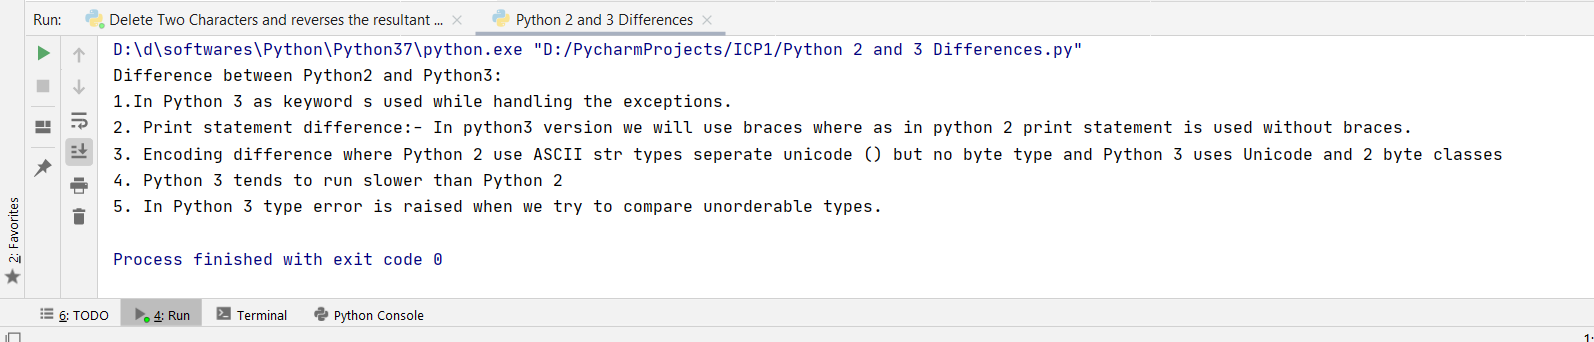 Run: Delete Two Characters and reverses the resultant ... × Python 2 and 3 Differences ×
D:\d\softwares\Python\Python37\python.exe "D:/PycharmProjects/ICP1/Python 2 and 3 Differences.py"
Difference between Python2 and Python3:
1.In Python 3 as keyword s used while handling the exceptions.
2. Print statement difference:- In python3 version we will use braces where as in python 2 print statement is used without braces.
3. Encoding difference where Python 2 use ASCII str types seperate unicode () but no byte type and Python 3 uses Unicode and 2 byte classes
4. Python 3 tends to run slower than Python 2
5. In Python 3 type error is raised when we try to compare unorderable types.
Process finished with exit code 0
2: Favorites
6: TODO 4: Run Terminal Python Console
1: